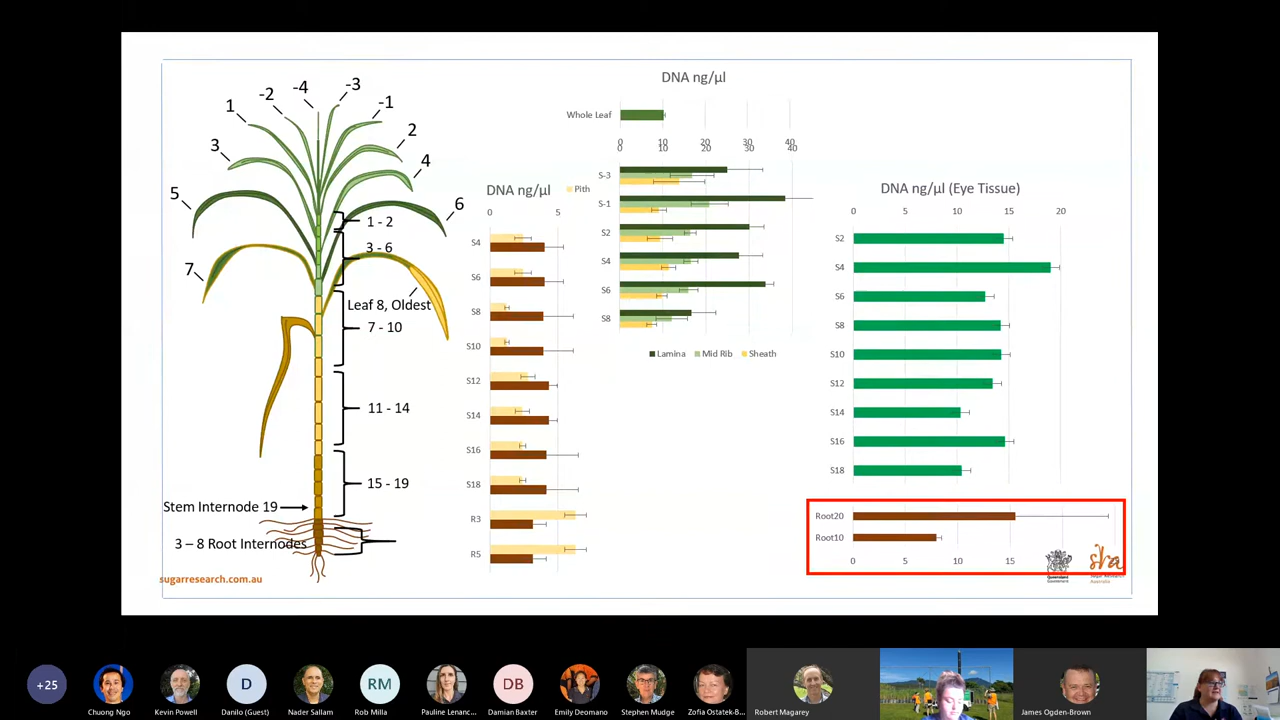 -3
-4
-2
-1
1
2
3
4
5
6
7
1 - 2
3 - 6
Leaf 8, Oldest
7 - 10
11 - 14
15 - 19
Stem Internode 19
3 – 8 Root Internodes
sugarresearch.com.au
DNA ng/µl
Whole Leaf
0 10 20 30 40
0 10 20 30 40
S-3
S-1
S2
S4
S6
S8
Lamina Mid Rib Sheath
DNA ng/µl
Pith
0 5
S4
S6
S8
S10
S12
S14
S16
S18
R3
R5
DNA ng/µl (Eye Tissue)
0 5 10 15 20
S2
S4
S6
S8
S10
S12
S14
S16
S18
Root20
Root10
0 5 10 15
Queensland
Government
sra
Sugar Research
Australia
+25
D
RM
DB
Chuong Ngo
Kevin Powell
Danilo (Guest)
Nader Sallam
Rob Milla
Pauline Lenanc...
Damian Baxter
Emily Deomano
Stephen Mudge
Zofia Ostatek-B...
Robert Magarey
James Ogden-Brown